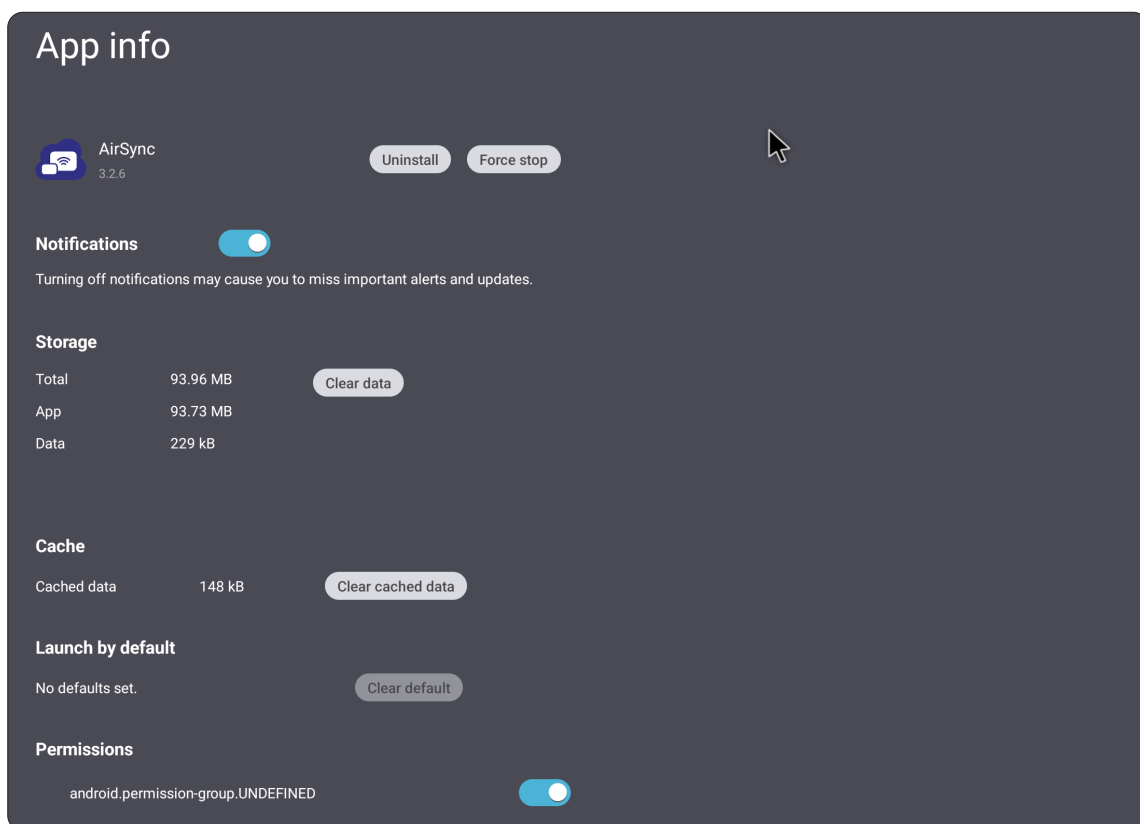 App info
AirSync
3.2.6
Uninstall
Force stop
Notifications
Turning off notifications may cause you to miss important alerts and updates.
Storage
Total 93.96 MB
Clear data
App 93.73 MB
Data 229 kB
Cache
Cached data 148 kB
Clear cached data
Launch by default
No defaults set.
Clear default
Permissions
android.permission-group.UNDEFINED